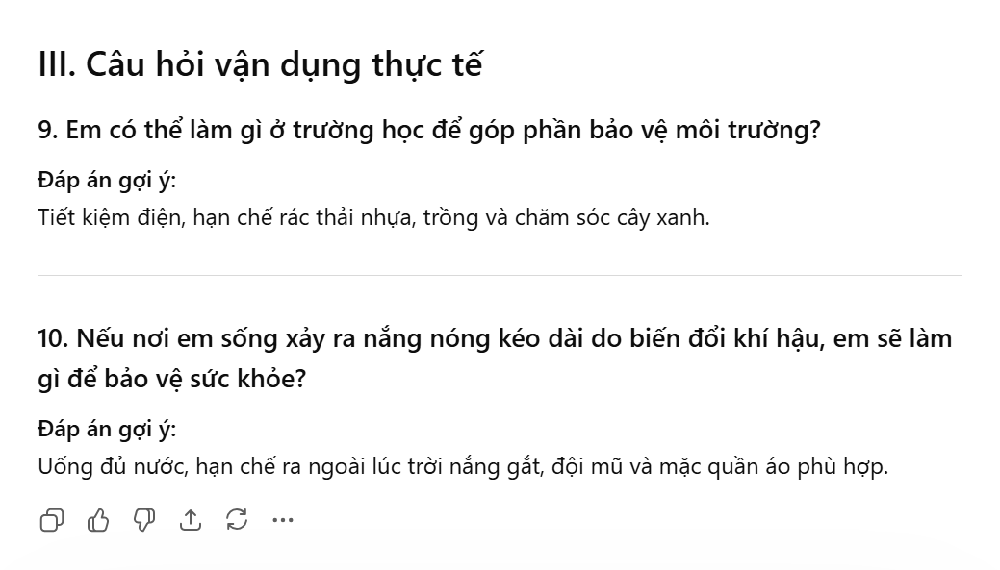 III. Câu hỏi vận dụng thực tế
9. Em có thể làm gì ở trường học để góp phần bảo vệ môi trường?
Đáp án gợi ý:
Tiết kiệm điện, hạn chế rác thải nhựa, trồng và chăm sóc cây xanh.
10. Nếu nơi em sống xảy ra nắng nóng kéo dài do biến đổi khí hậu, em sẽ làm
gì để bảo vệ sức khỏe?
Đáp án gợi ý:
Uống đủ nước, hạn chế ra ngoài lúc trời nắng gắt, đội mũ và mặc quần áo phù hợp.